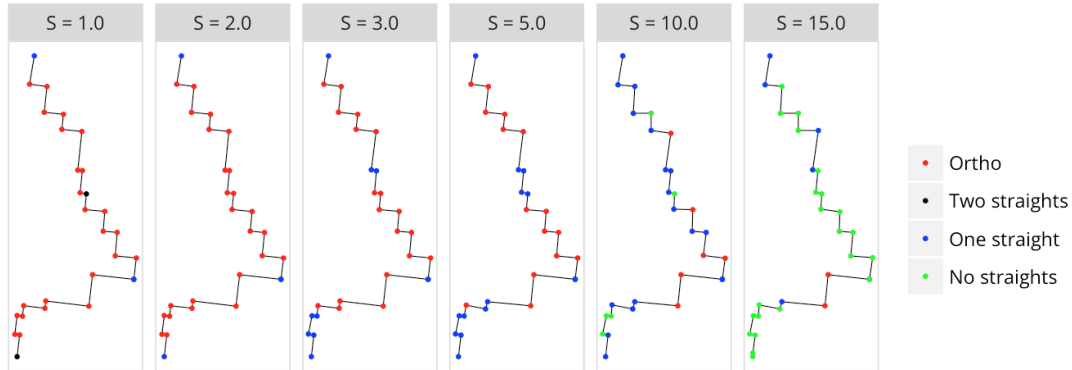 S = 1.0
S = 2.0
S = 3.0
S = 5.0
S = 10.0
S = 15.0
Ortho
Two straights
One straight
No straights